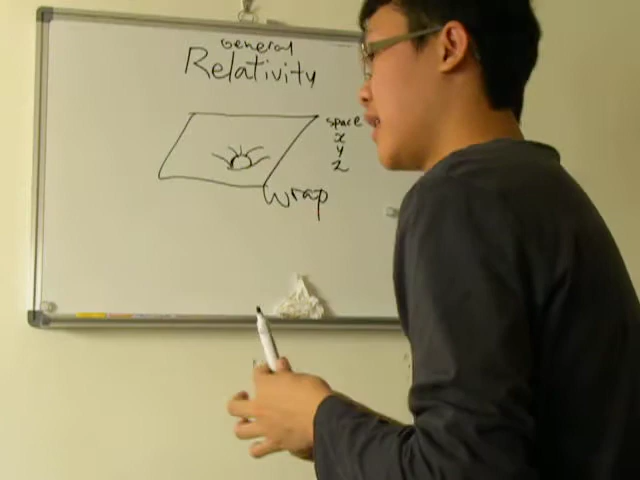 General
Relativity
space
x
y
z
Wrap